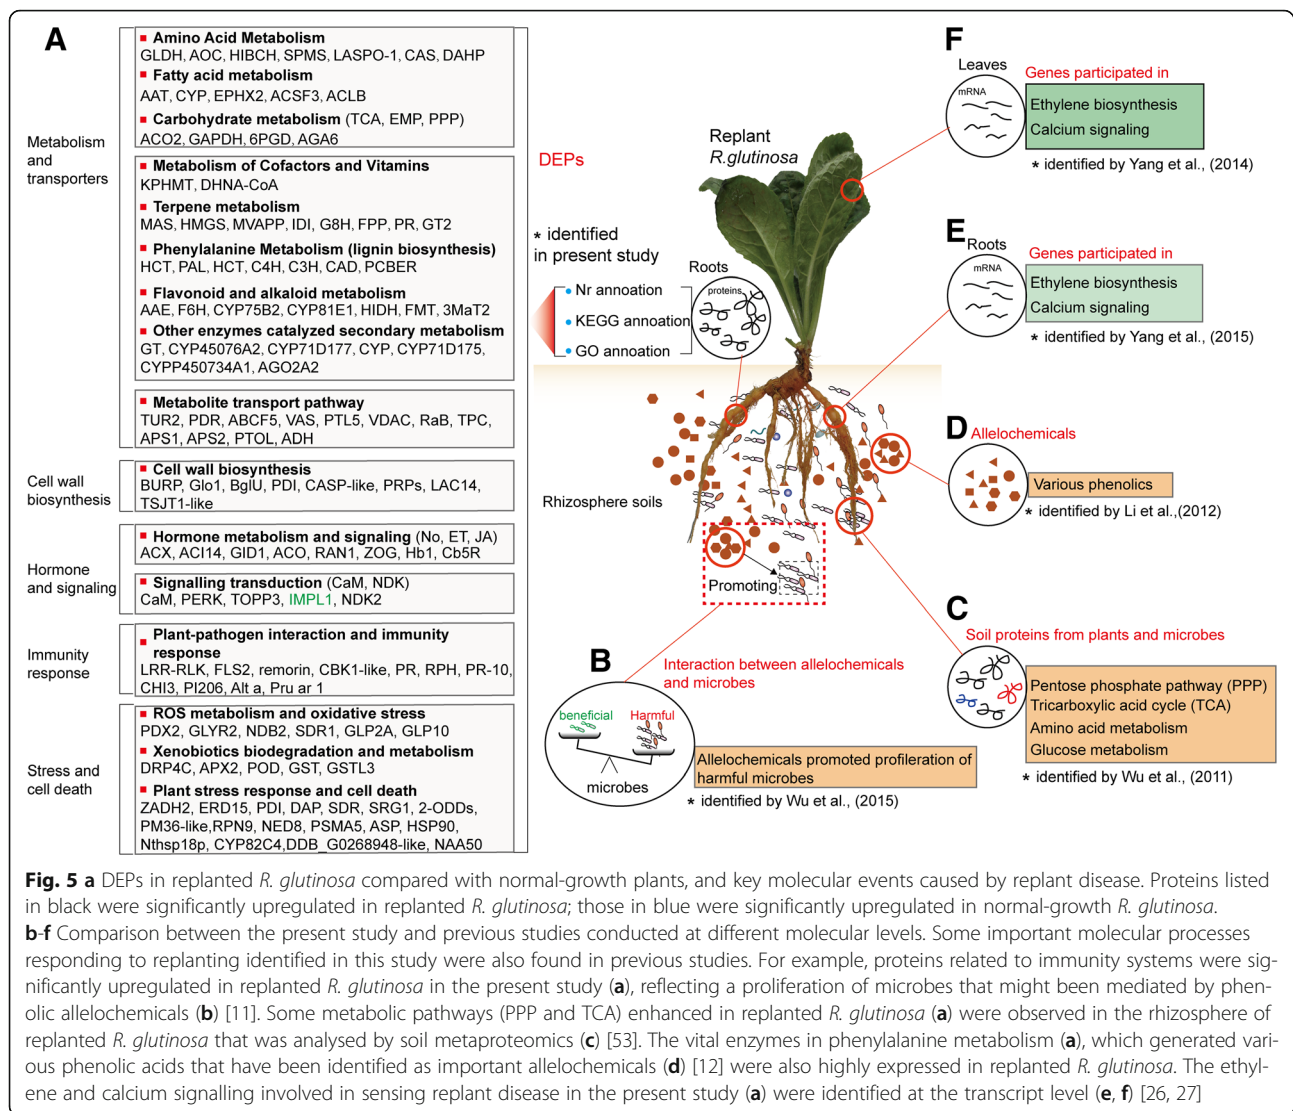 A
Metabolism
and
transporters
Amino Acid Metabolism
GLDH, AOC, HIBCH, SPMS, LASPO-1, CAS, DAHP
Fatty acid metabolism
AAT, CYP, EPHX2, ACSF3, ACLB
Carbohydrate metabolism (TCA, EMP, PPP)
ACO2, GAPDH, 6PGD, AGA6
Metabolism of Cofactors and Vitamins
KPHMT, DHNA-CoA
Terpene metabolism
MAS, HMGS, MVAPP, IDI, G8H, FPP, PR, GT2
Phenylalanine Metabolism (lignin biosynthesis)
HCT, PAL, HCT, C4H, C3H, CAD, PCBER
Flavonoid and alkaloid metabolism
AAE, F6H, CYP75B2, CYP81E1, HIDH, FMT, 3MaT2
Other enzymes catalyzed secondary metabolism
GT, CYP45076A2, CYP71D177, CYP, CYP71D175,
CYPP450734A1, AGO2A2
Metabolite transport pathway
TUR2, PDR, ABCF5, VAS, PTL5, VDAC, RaB, TPC,
APS1, APS2, PTOL, ADH
Cell wall
biosynthesis
Cell wall biosynthesis
BURP, Glo1, BglU, PDI, CASP-like, PRPs, LAC14,
TSJT1-like
Hormone
and signaling
Hormone metabolism and signaling (No, ET, JA)
ACX, ACI14, GID1, ACO, RAN1, ZOG, Hb1, Cb5R
Signalling transduction (CaM, NDK)
CaM, PERK, TOPP3, IMPL1, NDK2
Immunity
response
Plant-pathogen interaction and immunity
response
LRR-RLK, FLS2, remorin, CBK1-like, PR, RPH, PR-10,
CHI3, PI206, Alt a, Pru ar 1
Stress and
cell death
ROS metabolism and oxidative stress
PDX2, GLYR2, NDB2, SDR1, GLP2A, GLP10
Xenobiotics biodegradation and metabolism
DRP4C, APX2, POD, GST, GSTL3
Plant stress response and cell death
ZADH2, ERD15, PDI, DAP, SDR, SRG1, 2-ODDs,
PM36-like,RPN9, NED8, PSMA5, ASP, HSP90,
Nthsp18p, CYP82C4,DDB_G0268948-like, NAA50
DEPs
* identified
in present study
Nr annoation
KEGG annoation
GO annoation
Roots
proteins
Replant
R.glutinosa
Rhizosphere soils
Promoting
F
Leaves
mRNA
Genes participated in
Ethylene biosynthesis
Calcium signaling
* identified by Yang et al., (2014)
E
Roots
mRNA
Genes participated in
Ethylene biosynthesis
Calcium signaling
* identified by Yang et al., (2015)
D
Allelochemicals
Various phenolics
* identified by Li et al.,(2012)
C
Soil proteins from plants and microbes
Pentose phosphate pathway (PPP)
Tricarboxylic acid cycle (TCA)
Amino acid metabolism
Glucose metabolism
* identified by Wu et al., (2011)
B
Interaction between allelochemicals
and microbes
beneficial
Harmful
microbes
Allelochemicals promoted profileration of
harmful microbes
* identified by Wu et al., (2015)
Fig. 5 a DEPs in replanted R. glutinosa compared with normal-growth plants, and key molecular events caused by replant disease. Proteins listed
in black were significantly upregulated in replanted R. glutinosa; those in blue were significantly upregulated in normal-growth R. glutinosa.
b-f Comparison between the present study and previous studies conducted at different molecular levels. Some important molecular processes
responding to replanting identified in this study were also found in previous studies. For example, proteins related to immunity systems were sig-
nificantly upregulated in replanted R. glutinosa in the present study (a), reflecting a proliferation of microbes that might been mediated by phen-
olic allelochemicals (b) [11]. Some metabolic pathways (PPP and TCA) enhanced in replanted R. glutinosa (a) were observed in the rhizosphere of
replanted R. glutinosa that was analysed by soil metaproteomics (c) [53]. The vital enzymes in phenylalanine metabolism (a), which generated vari-
ous phenolic acids that have been identified as important allelochemicals (d) [12] were also highly expressed in replanted R. glutinosa. The ethyl-
ene and calcium signalling involved in sensing replant disease in the present study (a) were identified at the transcript level (e, f) [26, 27]